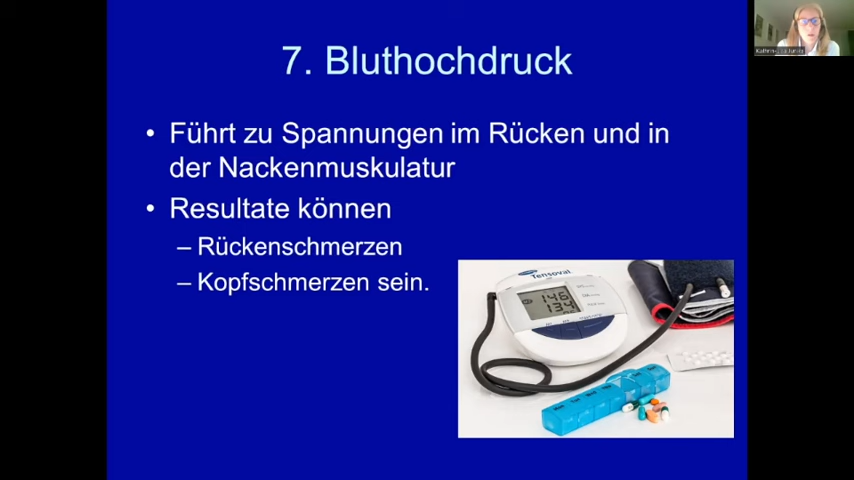 7. Bluthochdruck
• Führt zu Spannungen im Rücken und in
der Nackenmuskulatur
• Resultate können
– Rückenschmerzen
– Kopfschmerzen sein.
Tensoval
146
134